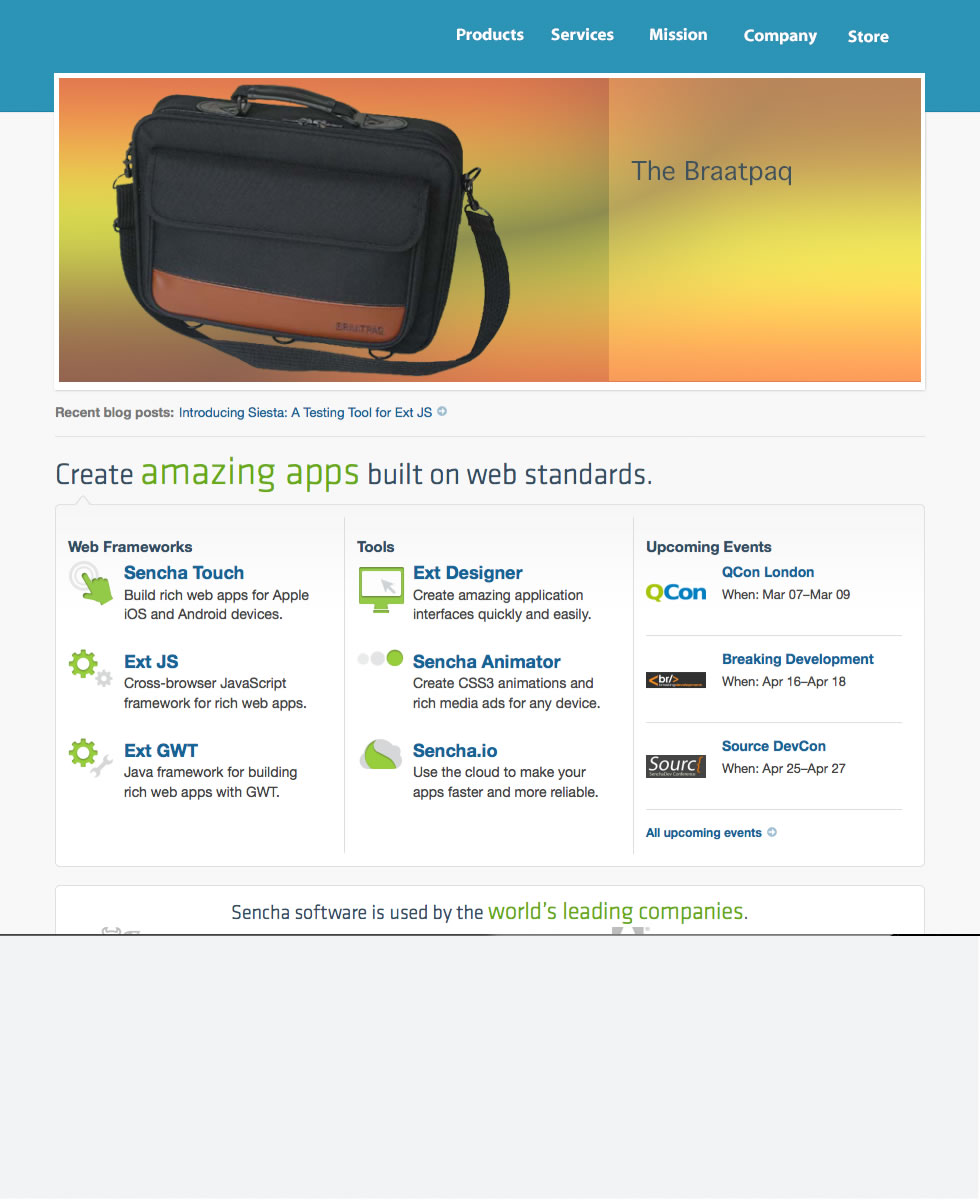 Products Services Mission Company Store
The Braatpaq
BRAATPAQ
Recent blog posts: Introducing Siesta: A Testing Tool for Ext JS
Create amazing apps built on web standards.
Web Frameworks
Sencha Touch
Build rich web apps for Apple
iOS and Android devices.
Ext JS
Cross-browser JavaScript
framework for rich web apps.
Ext GWT
Java framework for building
rich web apps with GWT.
Tools
Ext Designer
Create amazing application
interfaces quickly and easily.
Sencha Animator
Create CSS3 animations and
rich media ads for any device.
Sencha.io
Use the cloud to make your
apps faster and more reliable.
Upcoming Events
QCon
QCon London
When: Mar 07–Mar 09
<br/>
Breaking Development
When: Apr 16–Apr 18
Sourc{
SenchaDev Conference
Source DevCon
When: Apr 25–Apr 27
All upcoming events
Sencha software is used by the world's leading companies.